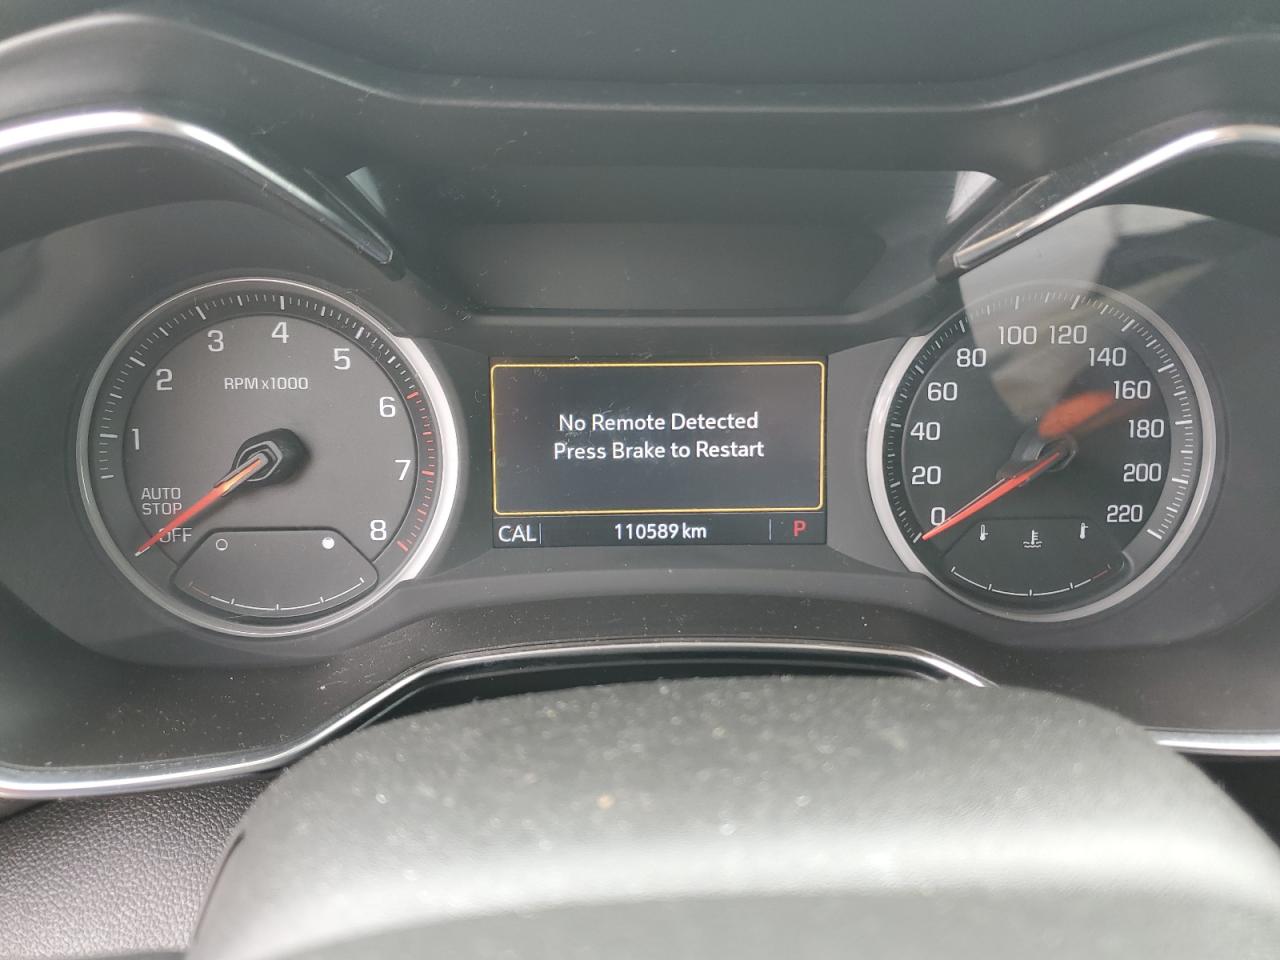 1
2
3
4
5
6
7
8
RPM x1000
AUTO
STOP
OFF
No Remote Detected
Press Brake to Restart
CAL
110589 km
P
0
20
40
60
80
100
120
140
160
180
200
220